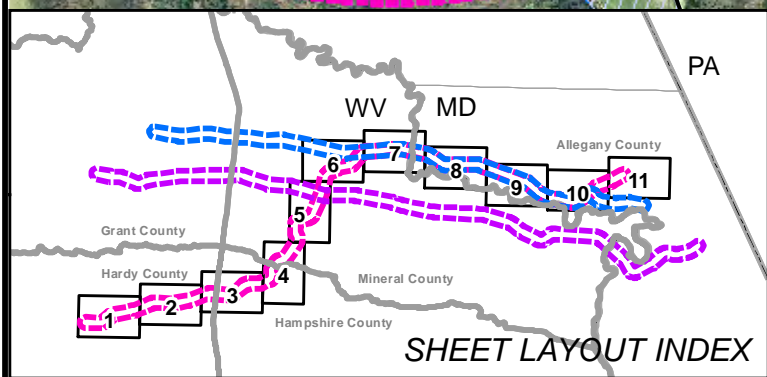 PA
WV
MD
Allegany County
7
6
8
9
10
11
5
Grant County
Hardy County
4
Mineral County
3
2
1
Hampshire County
SHEET LAYOUT INDEX